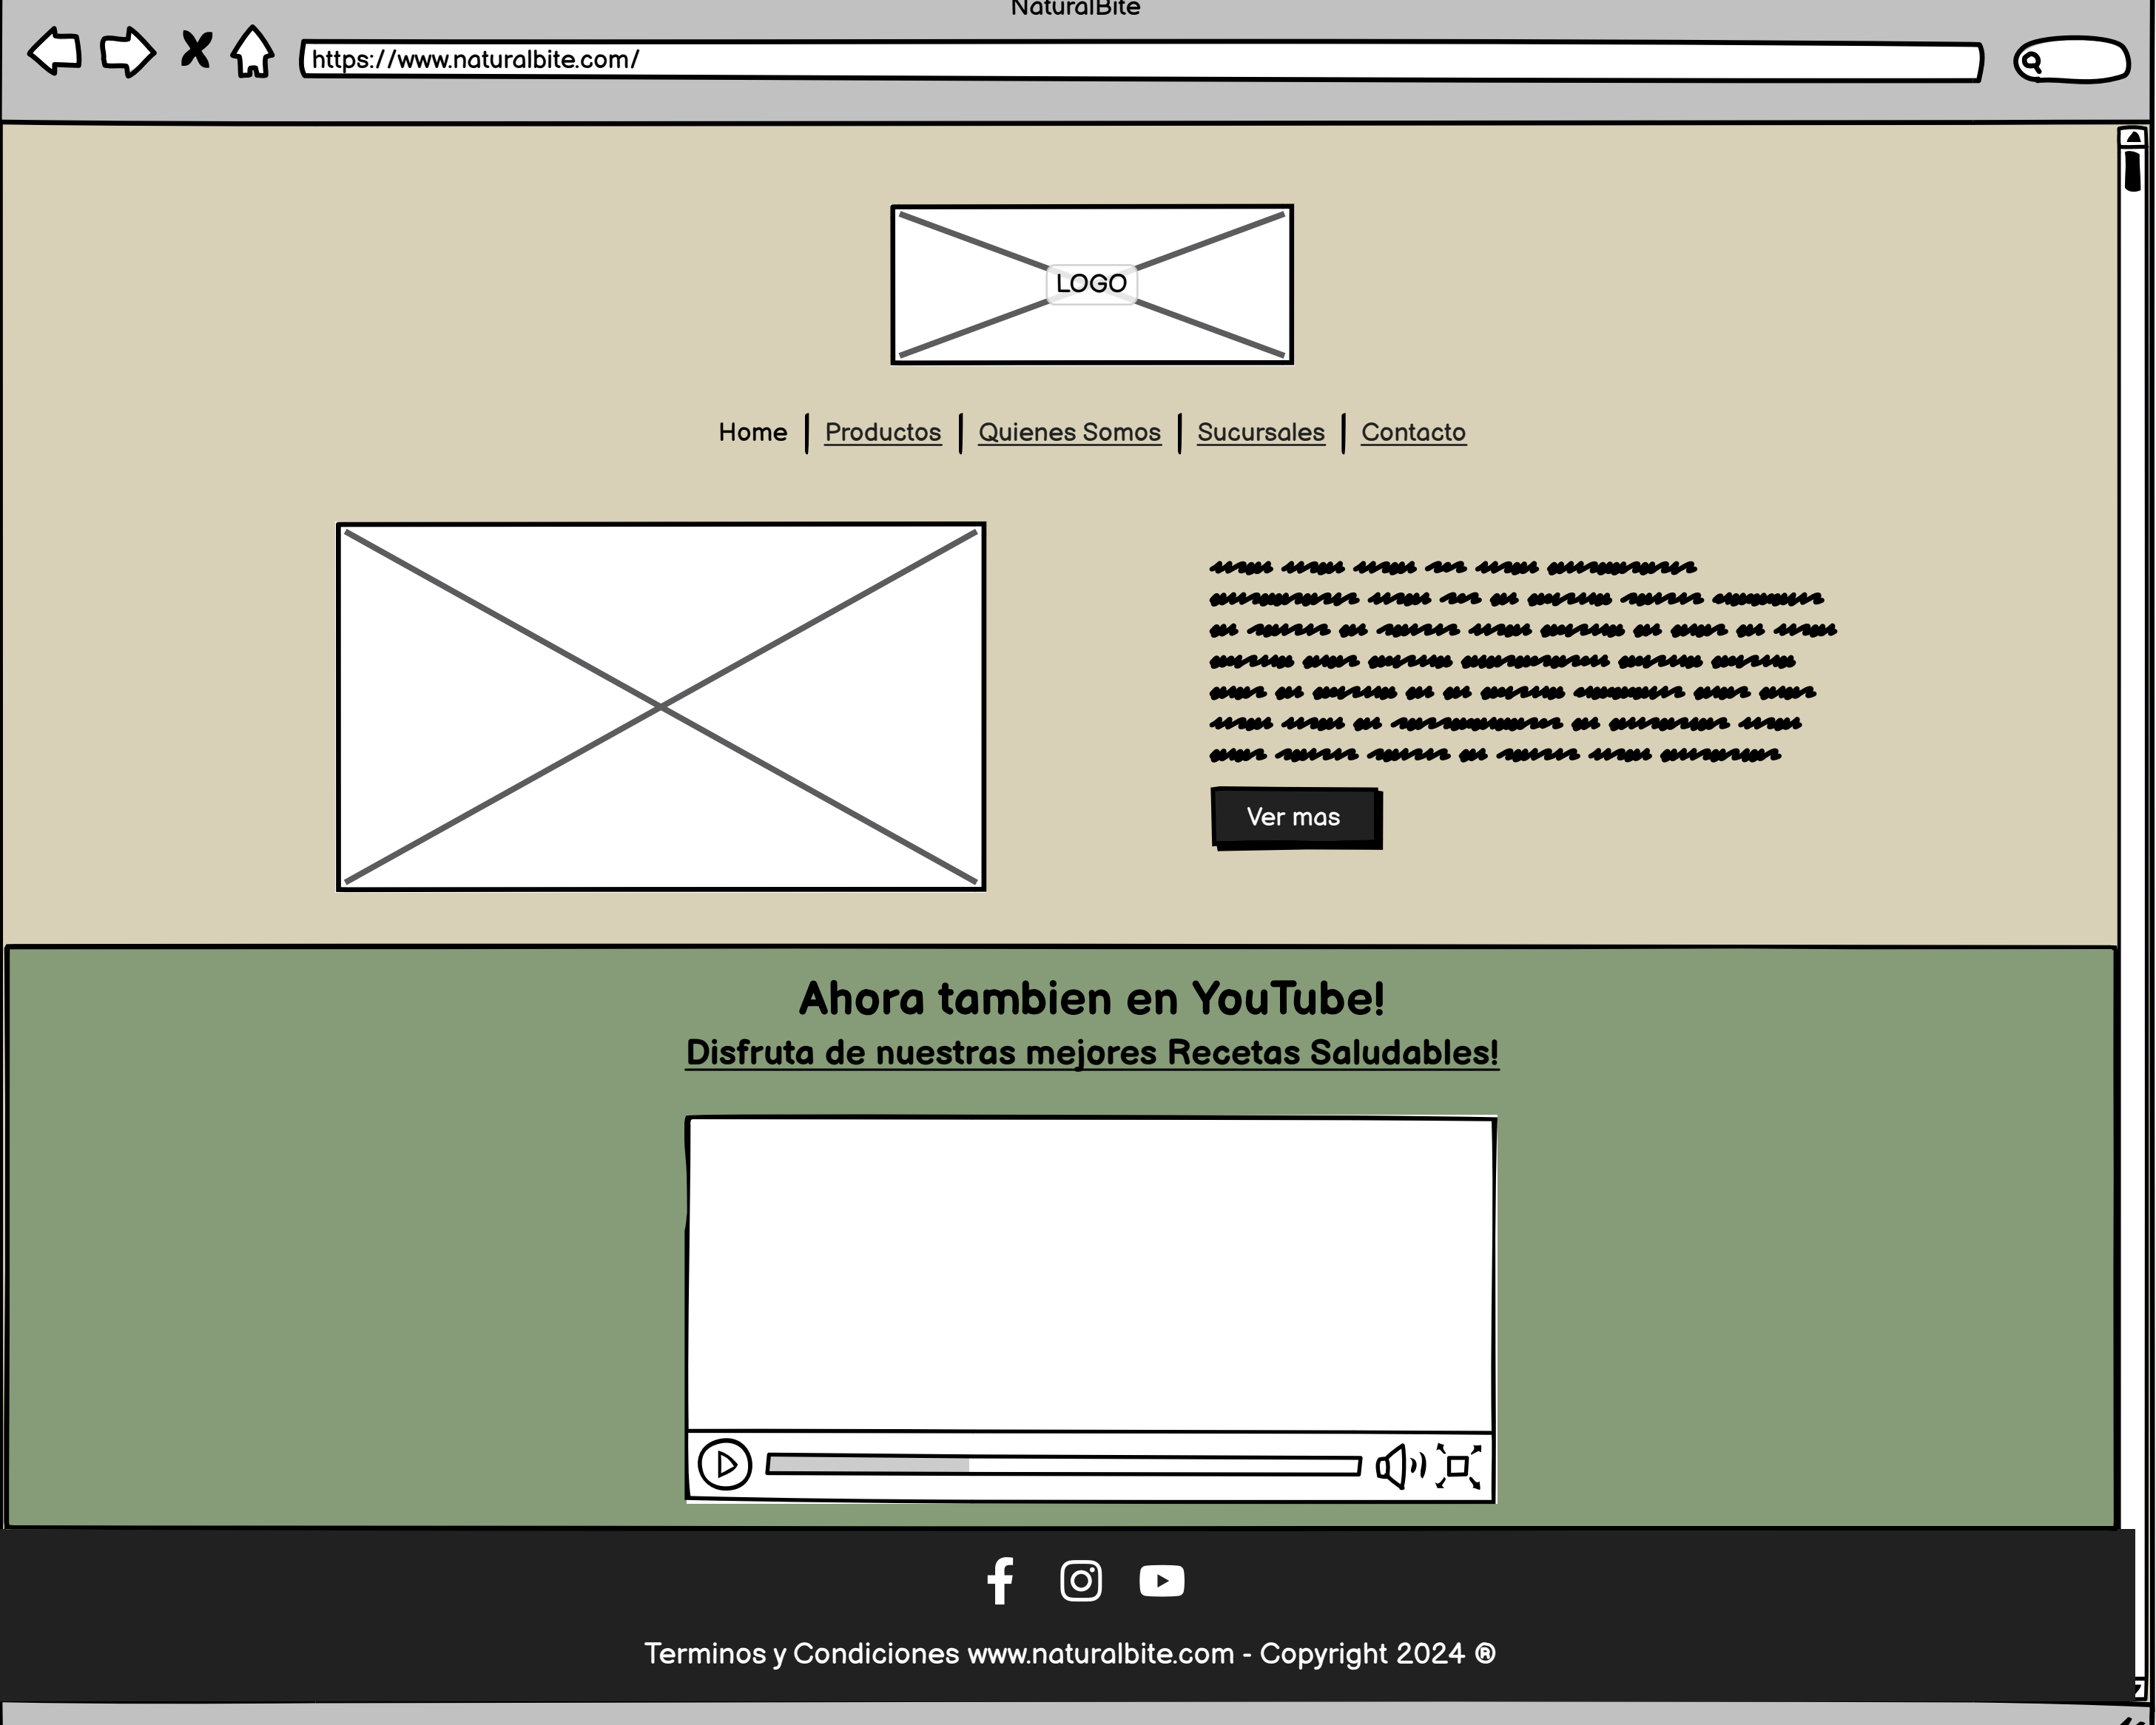 NaturalBite
https://www.naturalbite.com/
LOGO
Home Productos Quienes Somos Sucursales Contacto
Ver mas
Ahora tambien en YouTube!
Disfruta de nuestras mejores Recetas Saludables!
Terminos y Condiciones www.naturalbite.com - Copyright 2024 ®